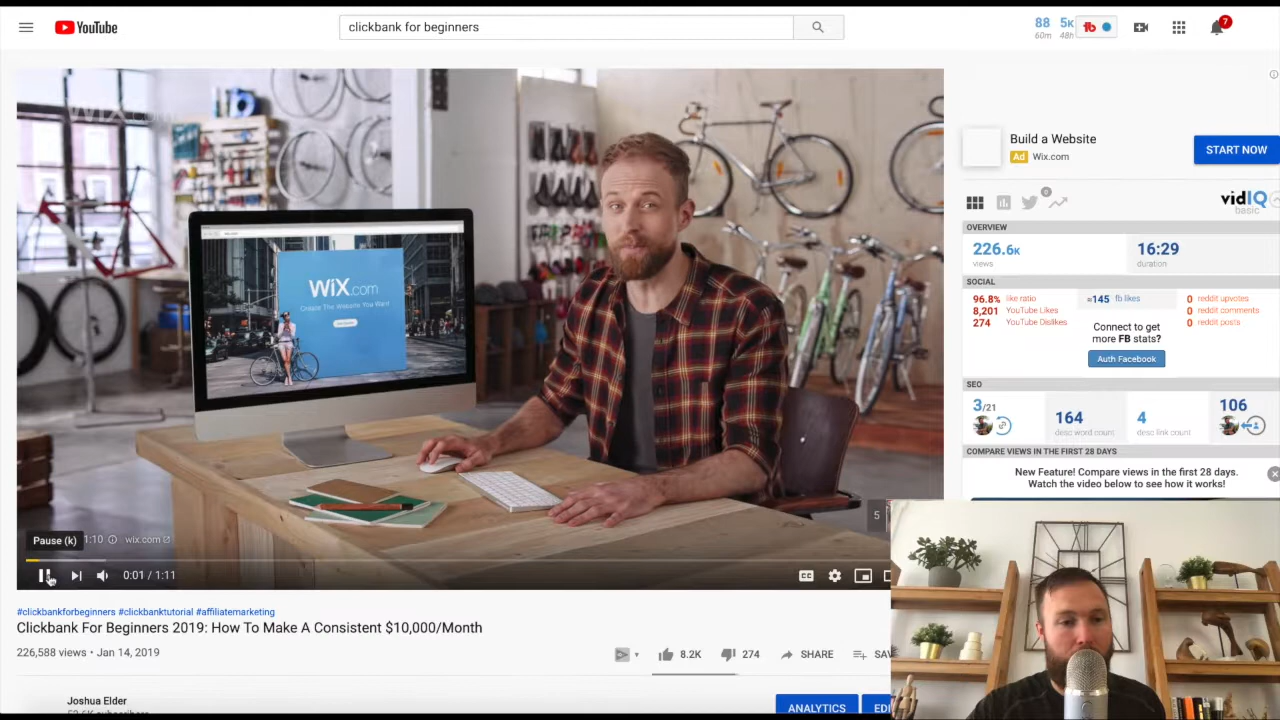 YouTube
clickbank for beginners
88 5K
60m 48h
7
WiX.com
WiX.com
Create The Website You Want
Build a Website
Ad Wix.com
START NOW
0
vidIQ
basic
OVERVIEW
226.6K
views
16:29
duration
SOCIAL
96.8% like ratio
8,201 YouTube Likes
274 YouTube Dislikes
≈145 fb likes
Connect to get
more FB stats?
Auth Facebook
0 reddit upvotes
0 reddit comments
0 reddit posts
SEO
3/21
164
desc word count
4
desc link count
106
COMPARE VIEWS IN THE FIRST 28 DAYS
New Feature! Compare views in the first 28 days.
Watch the video below to see how it works!
5
Pause (k)
1:10 wix.com
0:01 / 1:11
CC
#clickbankforbeginners #clickbanktutorial #affiliatemarketing
Clickbank For Beginners 2019: How To Make A Consistent $10,000/Month
226,588 views • Jan 14, 2019
8.2K 274 SHARE SAV
Joshua Elder
ANALYTICS
EDI